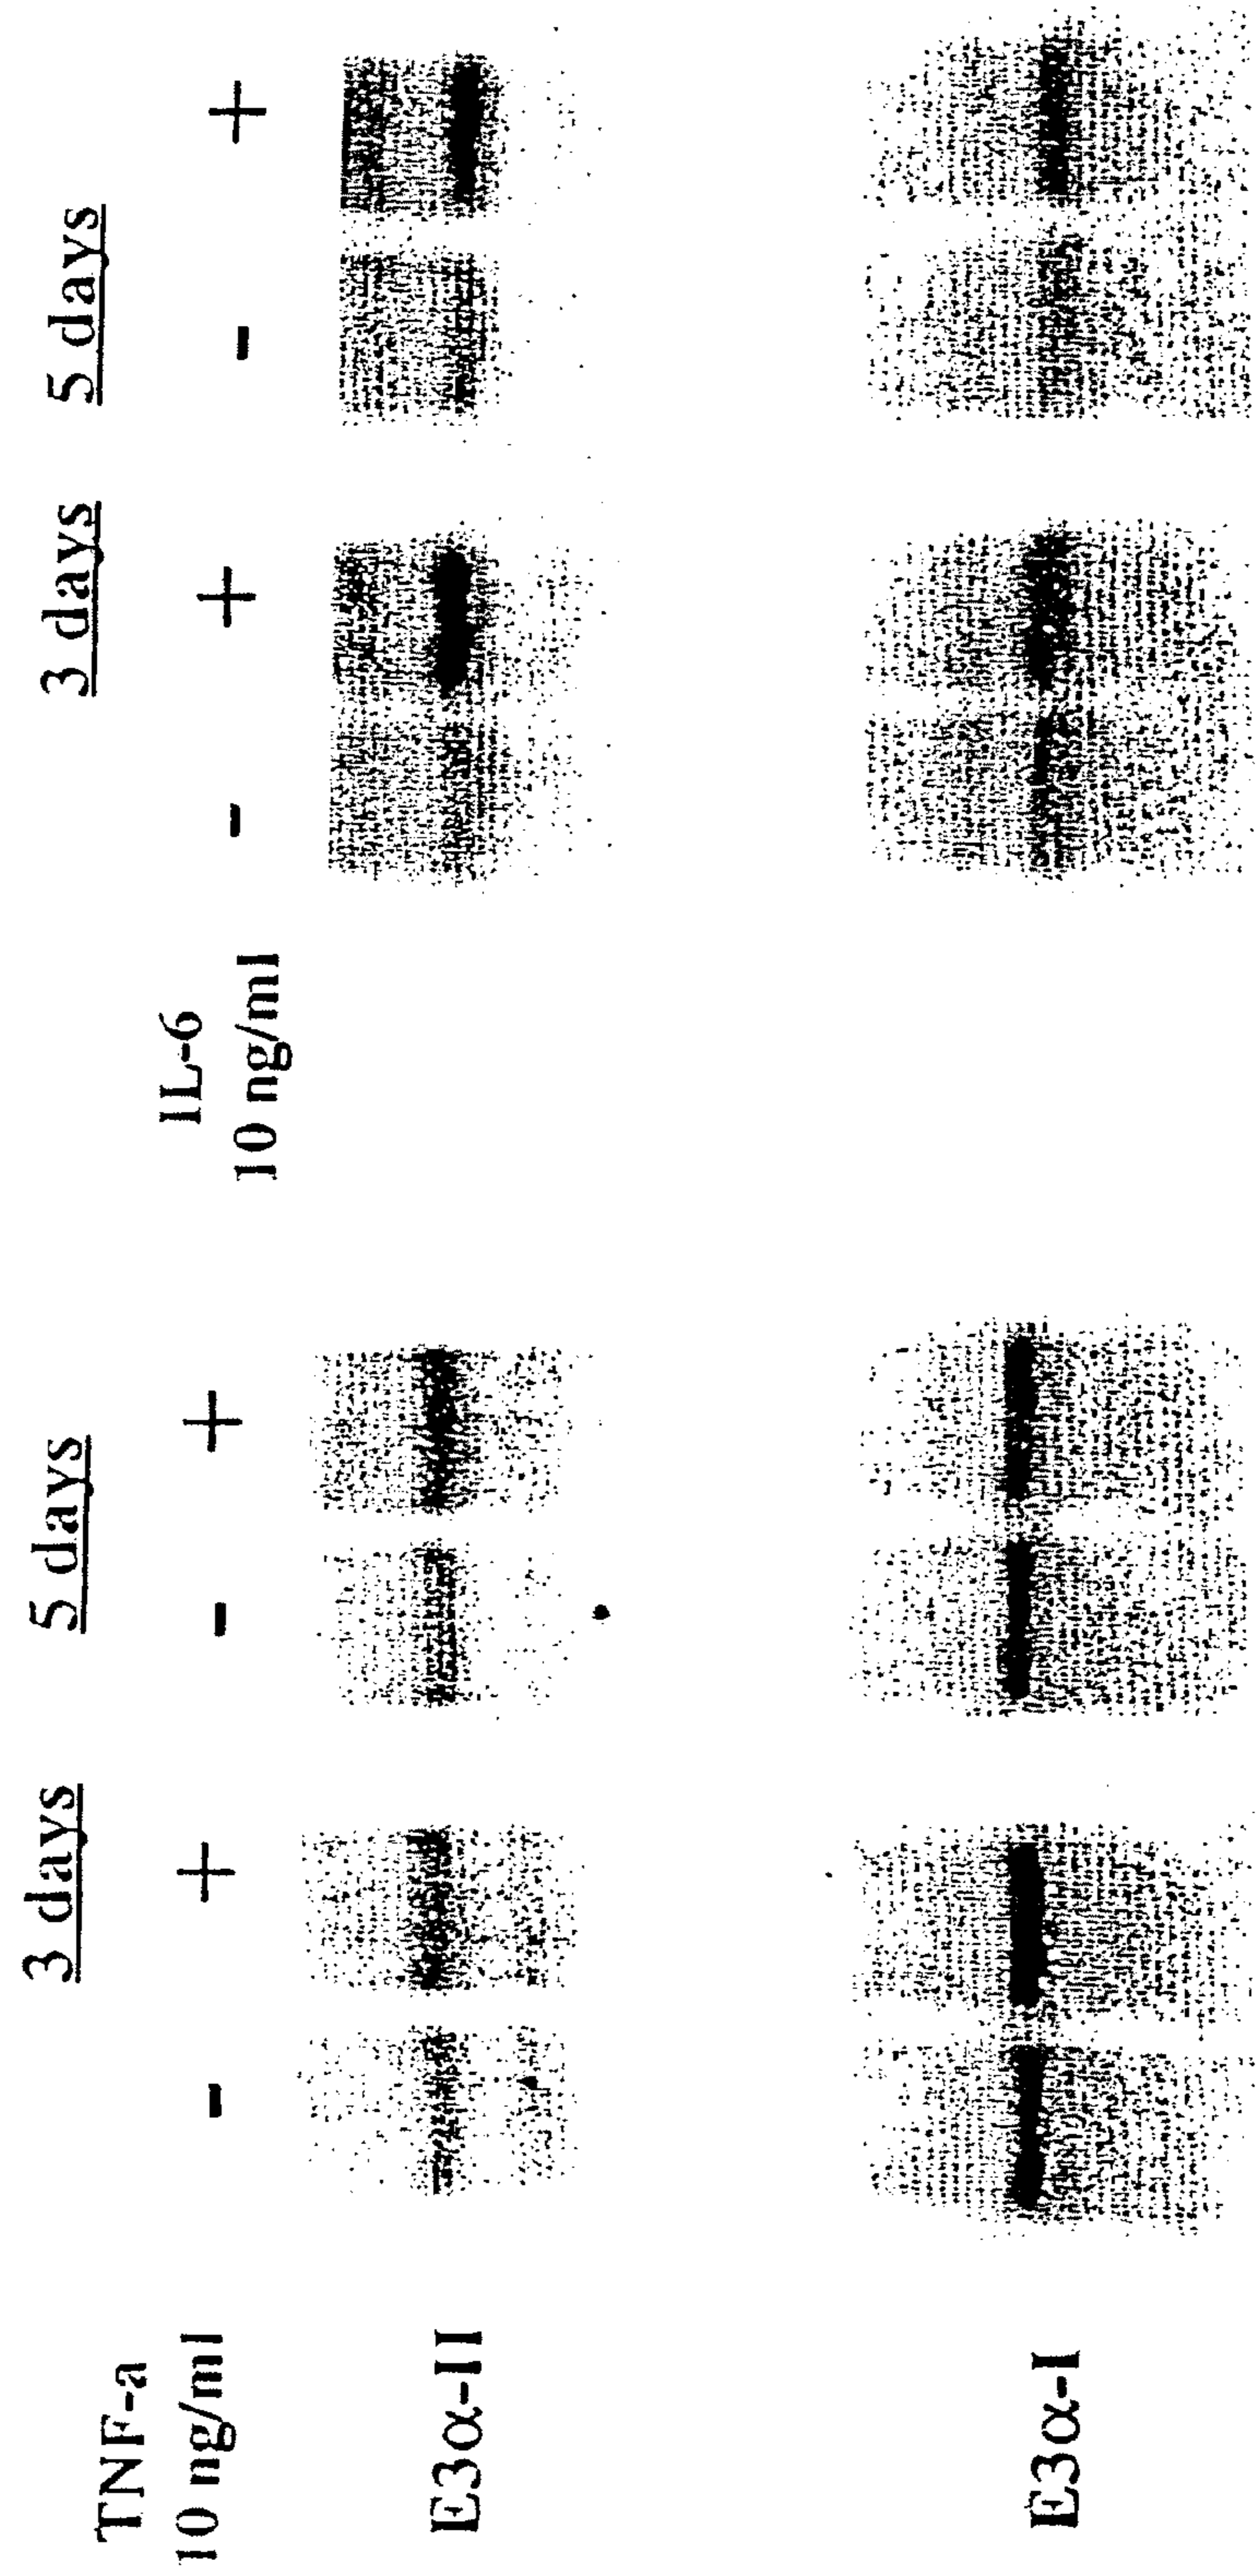 3 days 5 days 3 days 5 days
TNF-a - + - + IL-6 - + - +
10 ng/ml 10 ng/ml
E3α-II
E3α-I